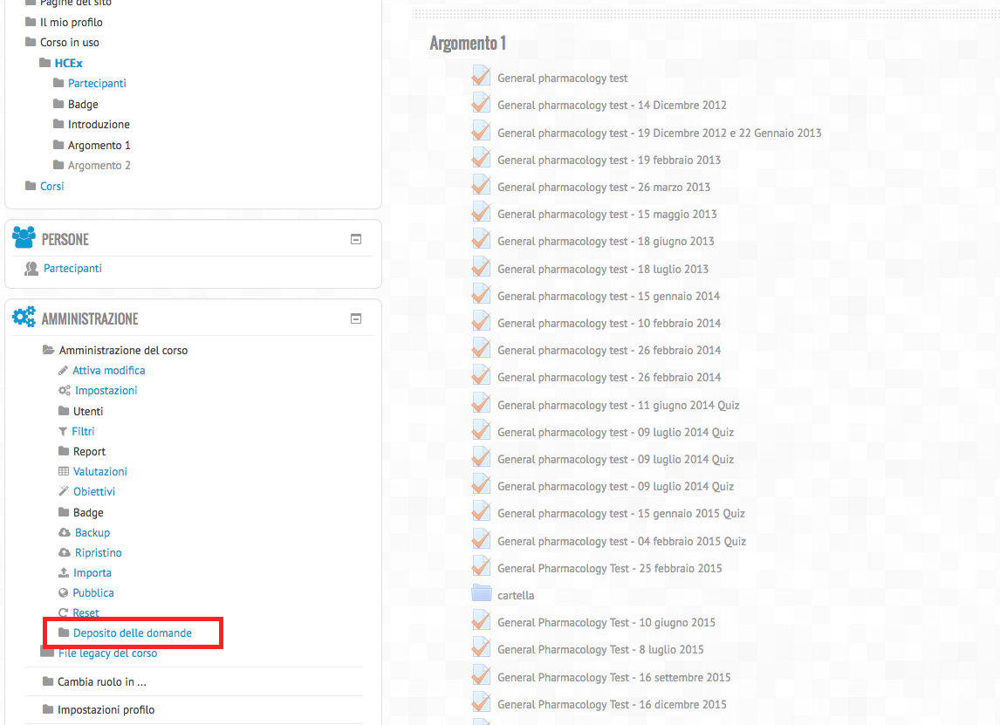 Pagine del sito
Il mio profilo
Corso in uso
HCEx
Partecipanti
Badge
Introduzione
Argomento 1
Argomento 2
Corsi
PERSONE
Partecipanti
AMMINISTRAZIONE
Amministrazione del corso
Attiva modifica
Impostazioni
Utenti
Filtri
Report
Valutazioni
Obiettivi
Badge
Backup
Ripristino
Importa
Pubblica
Reset
Deposito delle domande
File legacy del corso
Cambia ruolo in ...
Impostazioni profilo
Argomento 1
General pharmacology test
General pharmacology test - 14 Dicembre 2012
General pharmacology test - 19 Dicembre 2012 e 22 Gennaio 2013
General pharmacology test - 19 febbraio 2013
General pharmacology test - 26 marzo 2013
General pharmacology test - 15 maggio 2013
General pharmacology test - 18 giugno 2013
General pharmacology test - 18 luglio 2013
General pharmacology test - 15 gennaio 2014
General pharmacology test - 10 febbraio 2014
General pharmacology test - 26 febbraio 2014
General pharmacology test - 26 febbraio 2014
General pharmacology test - 11 giugno 2014 Quiz
General pharmacology test - 09 luglio 2014 Quiz
General pharmacology test - 09 luglio 2014 Quiz
General pharmacology test - 09 luglio 2014 Quiz
General pharmacology test - 15 gennaio 2015 Quiz
General pharmacology test - 04 febbraio 2015 Quiz
General Pharmacology Test - 25 febbraio 2015
cartella
General Pharmacology Test - 10 giugno 2015
General Pharmacology Test - 8 luglio 2015
General Pharmacology Test - 16 settembre 2015
General Pharmacology Test - 16 dicembre 2015